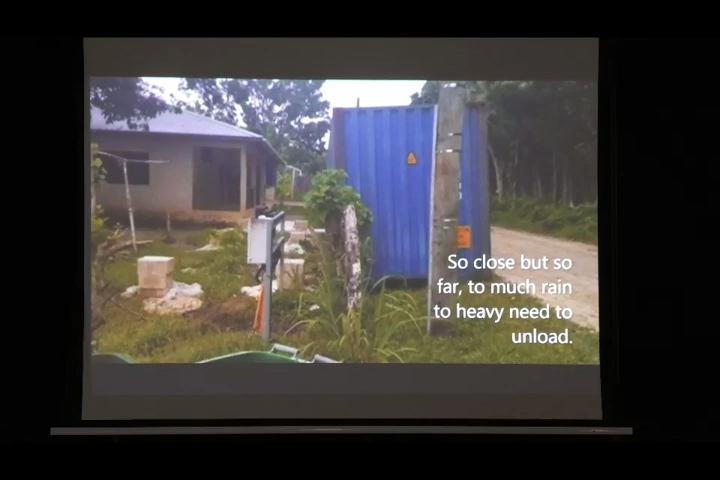 So close but so
far, to much rain
to heavy need to
unload.